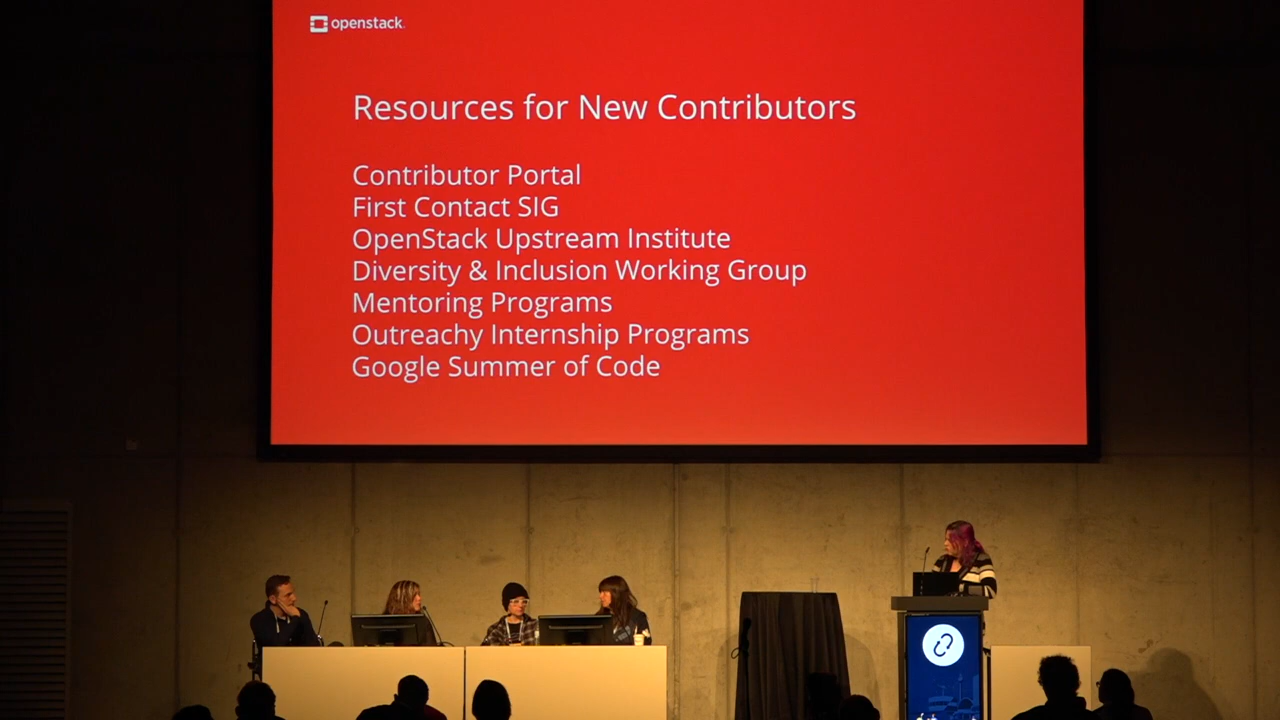 openstack.
Resources for New Contributors
Contributor Portal
First Contact SIG
OpenStack Upstream Institute
Diversity & Inclusion Working Group
Mentoring Programs
Outreachy Internship Programs
Google Summer of Code